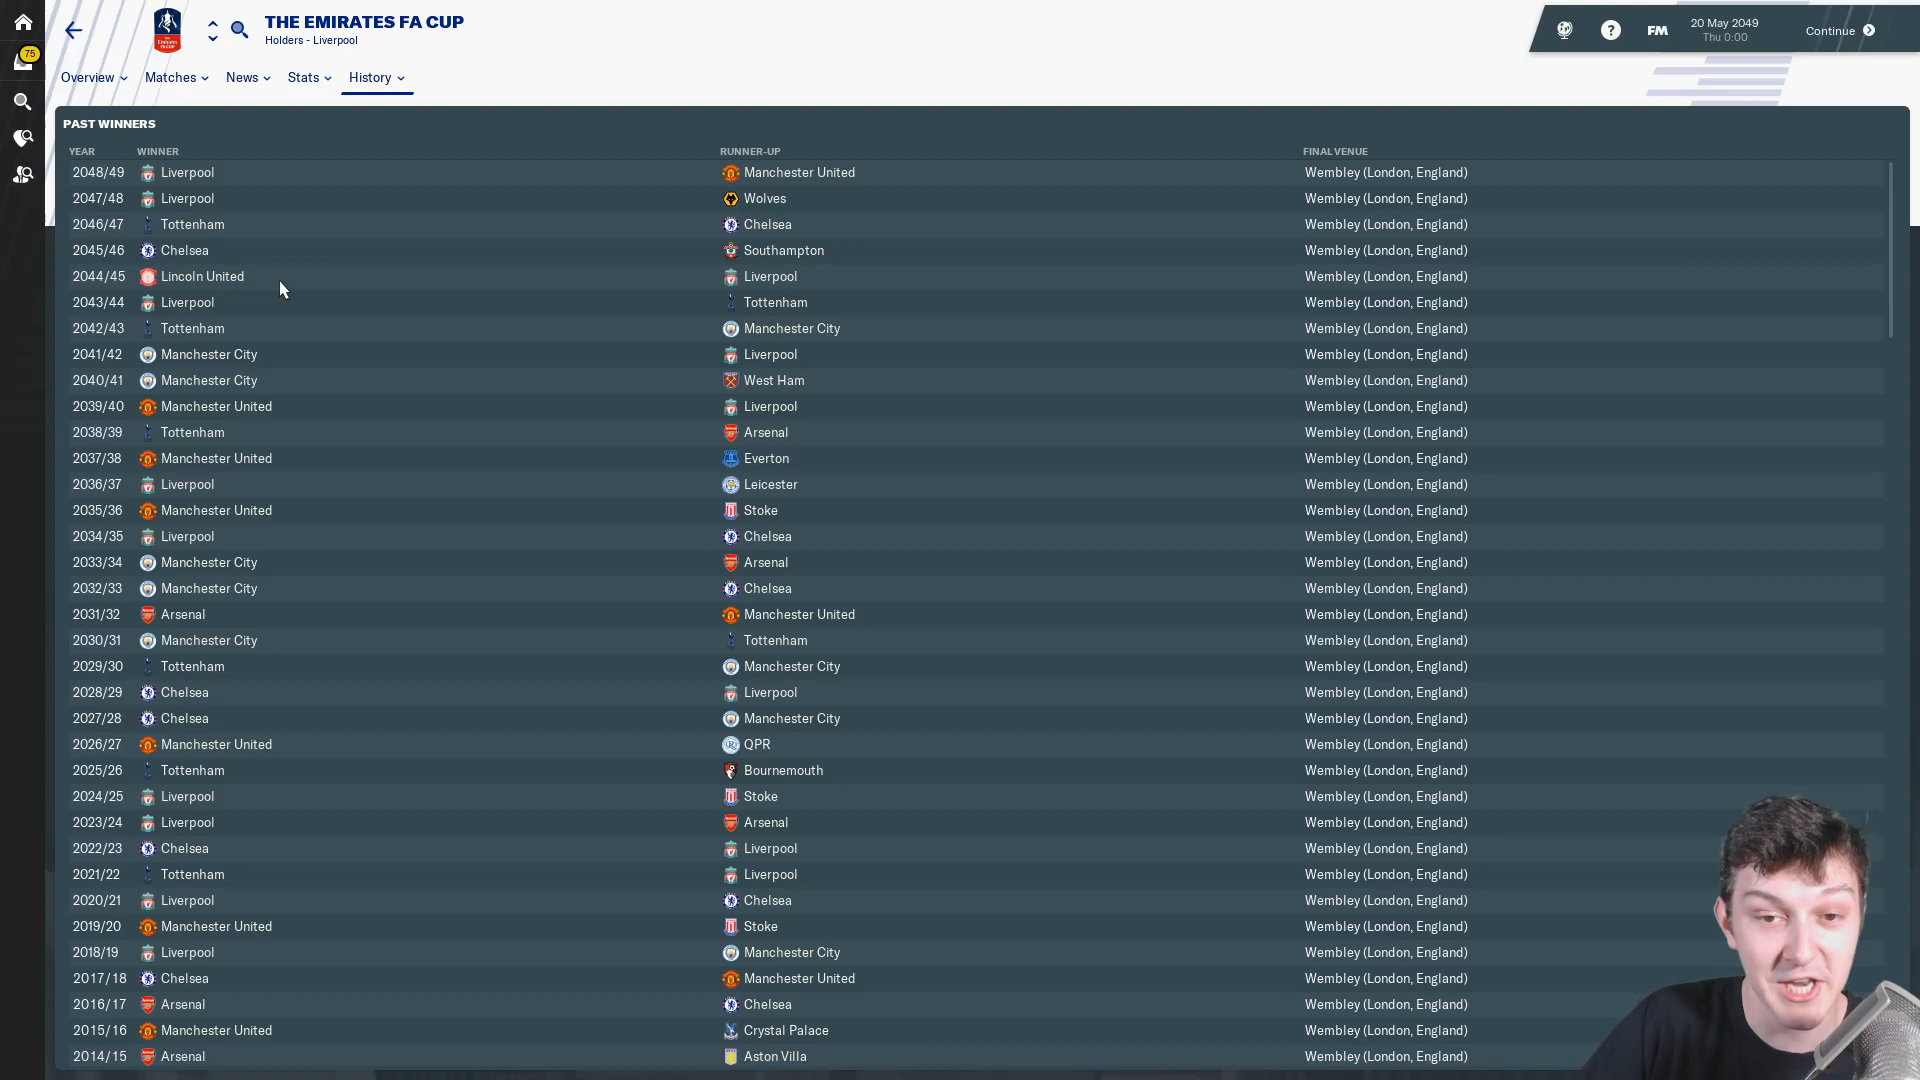 THE EMIRATES FA CUP
Holders - Liverpool
75
?
FM
20 May 2049
Thu 0:00
Continue
Overview Matches News Stats History
PAST WINNERS
YEAR WINNER RUNNER-UP FINAL VENUE
2048/49 Liverpool Manchester United Wembley (London, England)
2047/48 Liverpool Wolves Wembley (London, England)
2046/47 Tottenham Chelsea Wembley (London, England)
2045/46 Chelsea Southampton Wembley (London, England)
2044/45 Lincoln United Liverpool Wembley (London, England)
2043/44 Liverpool Tottenham Wembley (London, England)
2042/43 Tottenham Manchester City Wembley (London, England)
2041/42 Manchester City Liverpool Wembley (London, England)
2040/41 Manchester City West Ham Wembley (London, England)
2039/40 Manchester United Liverpool Wembley (London, England)
2038/39 Tottenham Arsenal Wembley (London, England)
2037/38 Manchester United Everton Wembley (London, England)
2036/37 Liverpool Leicester Wembley (London, England)
2035/36 Manchester United Stoke Wembley (London, England)
2034/35 Liverpool Chelsea Wembley (London, England)
2033/34 Manchester City Arsenal Wembley (London, England)
2032/33 Manchester City Chelsea Wembley (London, England)
2031/32 Arsenal Manchester United Wembley (London, England)
2030/31 Manchester City Tottenham Wembley (London, England)
2029/30 Tottenham Manchester City Wembley (London, England)
2028/29 Chelsea Liverpool Wembley (London, England)
2027/28 Chelsea Manchester City Wembley (London, England)
2026/27 Manchester United QPR Wembley (London, England)
2025/26 Tottenham Bournemouth Wembley (London, England)
2024/25 Liverpool Stoke Wembley (London, England)
2023/24 Liverpool Arsenal Wembley (London, England)
2022/23 Chelsea Liverpool Wembley (London, England)
2021/22 Tottenham Liverpool Wembley (London, England)
2020/21 Liverpool Chelsea Wembley (London, England)
2019/20 Manchester United Stoke Wembley (London, England)
2018/19 Liverpool Manchester City Wembley (London, England)
2017/18 Chelsea Manchester United Wembley (London, England)
2016/17 Arsenal Chelsea Wembley (London, England)
2015/16 Manchester United Crystal Palace Wembley (London, England)
2014/15 Arsenal Aston Villa Wembley (London, England)